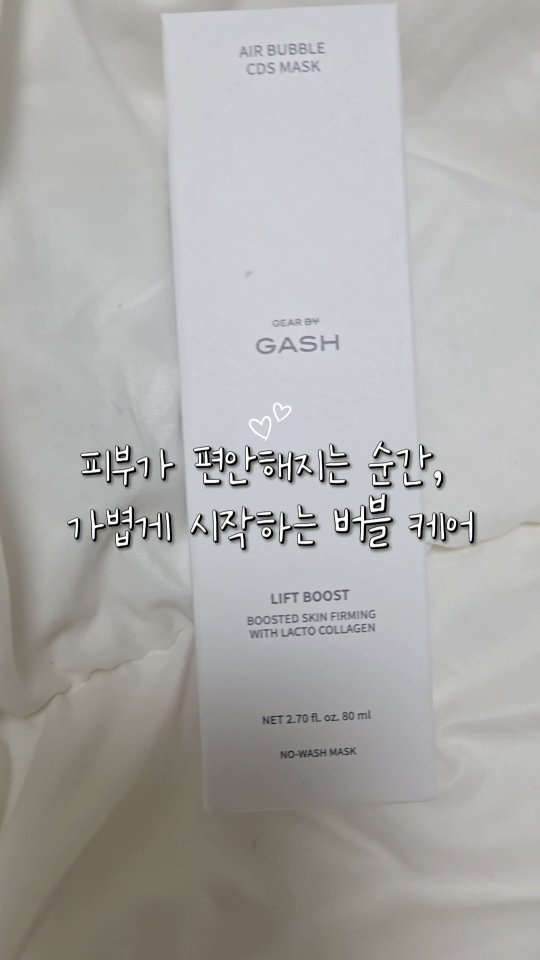 AIR BUBBLE
CDS MASK
GEAR BY
GASH
피부가 편안해지는 순간,
가볍게 시작하는 버블 케어
LIFT BOOST
BOOSTED SKIN FIRMING
WITH LACTO COLLAGEN
NET 2.70 fl. oz. 80 ml
NO-WASH MASK